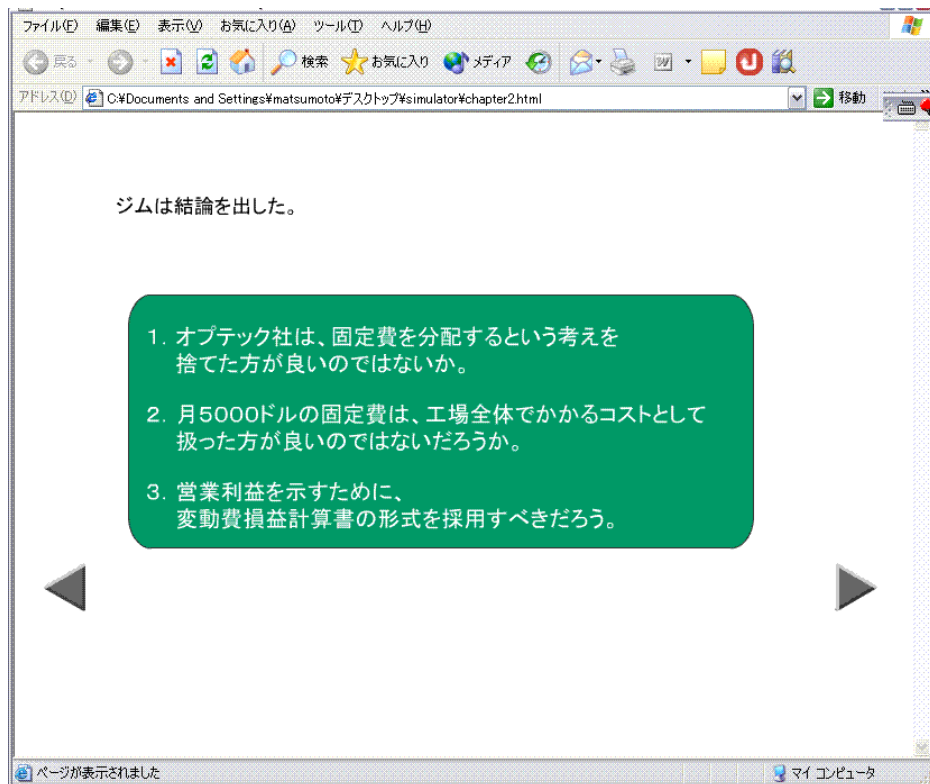 ファイル(F) 編集(E) 表示(V) お気に入り(A) ツール(T) ヘルプ(H)
戻る 検索 お気に入り メディア
アドレス(D) C:¥Documents and Settings¥matsumoto¥デスクトップ¥simulator¥chapter2.html 移動
ジムは結論を出した。
1. オプテック社は、固定費を分配するという考えを
捨てた方が良いのではないか。
2. 月5000ドルの固定費は、工場全体でかかるコストとして
扱った方が良いのではないだろうか。
3. 営業利益を示すために、
変動費損益計算書の形式を採用すべきだろう。
ページが表示されました マイ コンピュータ